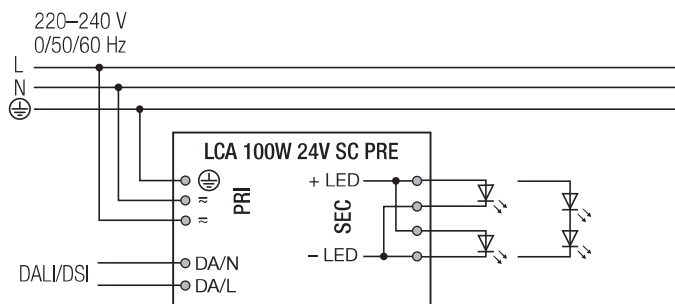 220–240 V
0/50/60 Hz
L
N
LCA 100W 24V SC PRE
PRI
≂
≂
+ LED
SEC
– LED
DALI/DSI
DA/N
DA/L